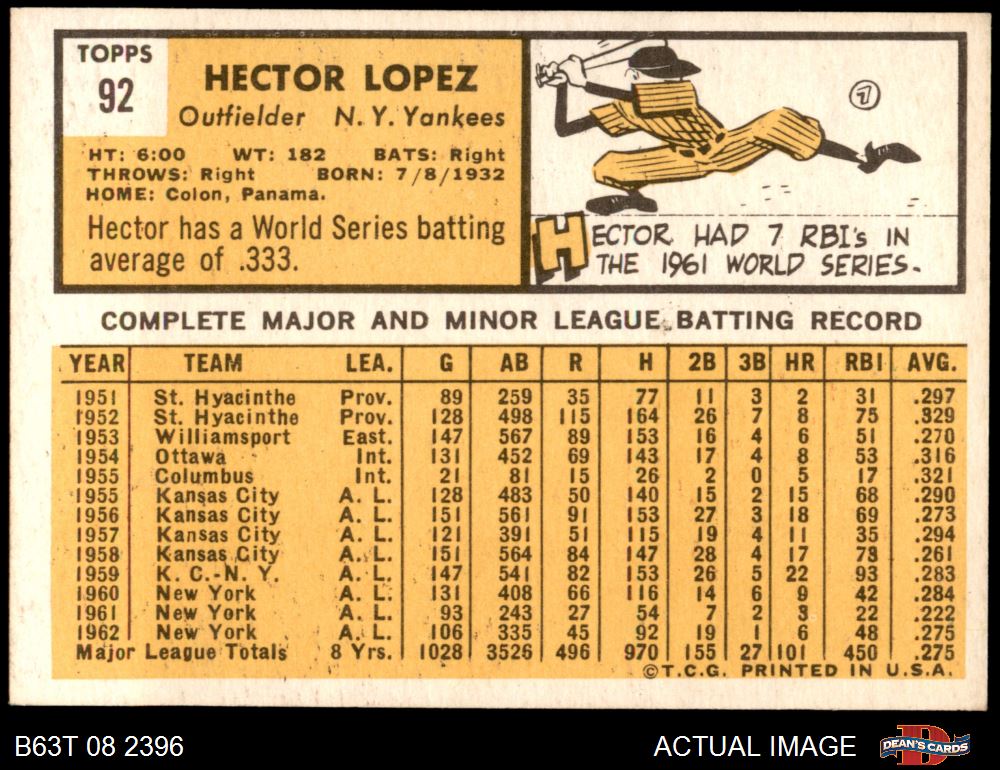 TOPPS
92
HECTOR LOPEZ
Outfielder N. Y. Yankees
HT: 6:00 WT: 182 BATS: Right
THROWS: Right BORN: 7/8/1932
HOME: Colon, Panama.
Hector has a World Series batting
average of .333.
7
HECTOR HAD 7 RBI's IN
THE 1961 WORLD SERIES.
COMPLETE MAJOR AND MINOR LEAGUE BATTING RECORD
YEAR TEAM LEA. G AB R H 2B 3B HR RBI AVG.
1951 St. Hyacinthe Prov. 89 259 35 77 11 3 2 31 .297
1952 St. Hyacinthe Prov. 128 498 115 164 26 7 8 75 .329
1953 Williamsport East. 147 567 89 153 16 4 6 51 .270
1954 Ottawa Int. 131 452 69 143 17 4 8 53 .316
1955 Columbus Int. 21 81 15 26 2 0 5 17 .321
1955 Kansas City A. L. 128 483 50 140 15 2 15 68 .290
1956 Kansas City A. L. 151 561 91 153 27 3 18 69 .273
1957 Kansas City A. L. 121 391 51 115 19 4 11 35 .294
1958 Kansas City A. L. 151 564 84 147 28 4 17 73 .261
1959 K. C.-N. Y. A. L. 147 541 82 153 26 5 22 93 .283
1960 New York A. L. 131 408 66 116 14 6 9 42 .284
1961 New York A. L. 93 243 27 54 7 2 3 22 .222
1962 New York A. L. 106 335 45 92 19 1 6 48 .275
Major League Totals 8 Yrs. 1028 3526 496 970 155 27 101 450 .275
©T.C.G. PRINTED IN U.S.A.
B63T 08 2396 ACTUAL IMAGE DEAN'S CARDS